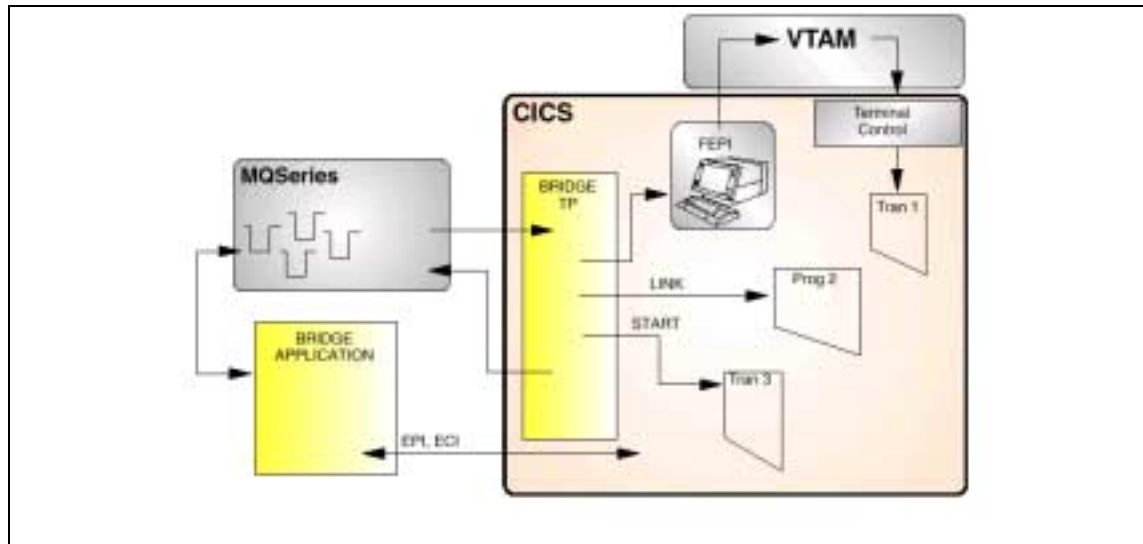 VTAM
CICS
Terminal
Control
FEPI
MQSeries
BRIDGE
TP
Tran 1
LINK
Prog 2
BRIDGE
APPLICATION
START
Tran 3
EPI, ECI